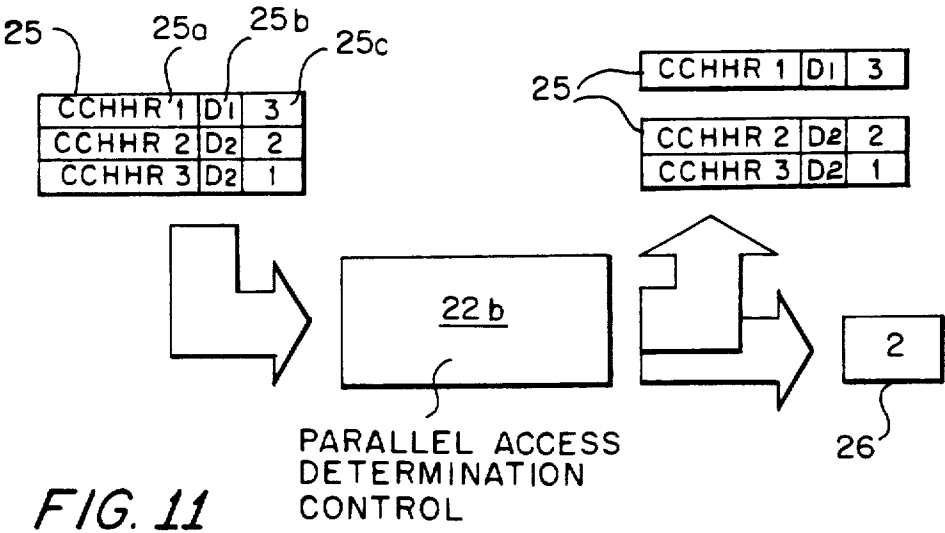 25 25a 25b 25c
CCHHR 1 D1 3
CCHHR 2 D2 2
CCHHR 3 D2 1
25
CCHHR 1 D1 3
CCHHR 2 D2 2
CCHHR 3 D2 1
22b
2
26
PARALLEL ACCESS
DETERMINATION
CONTROL
FIG. 11